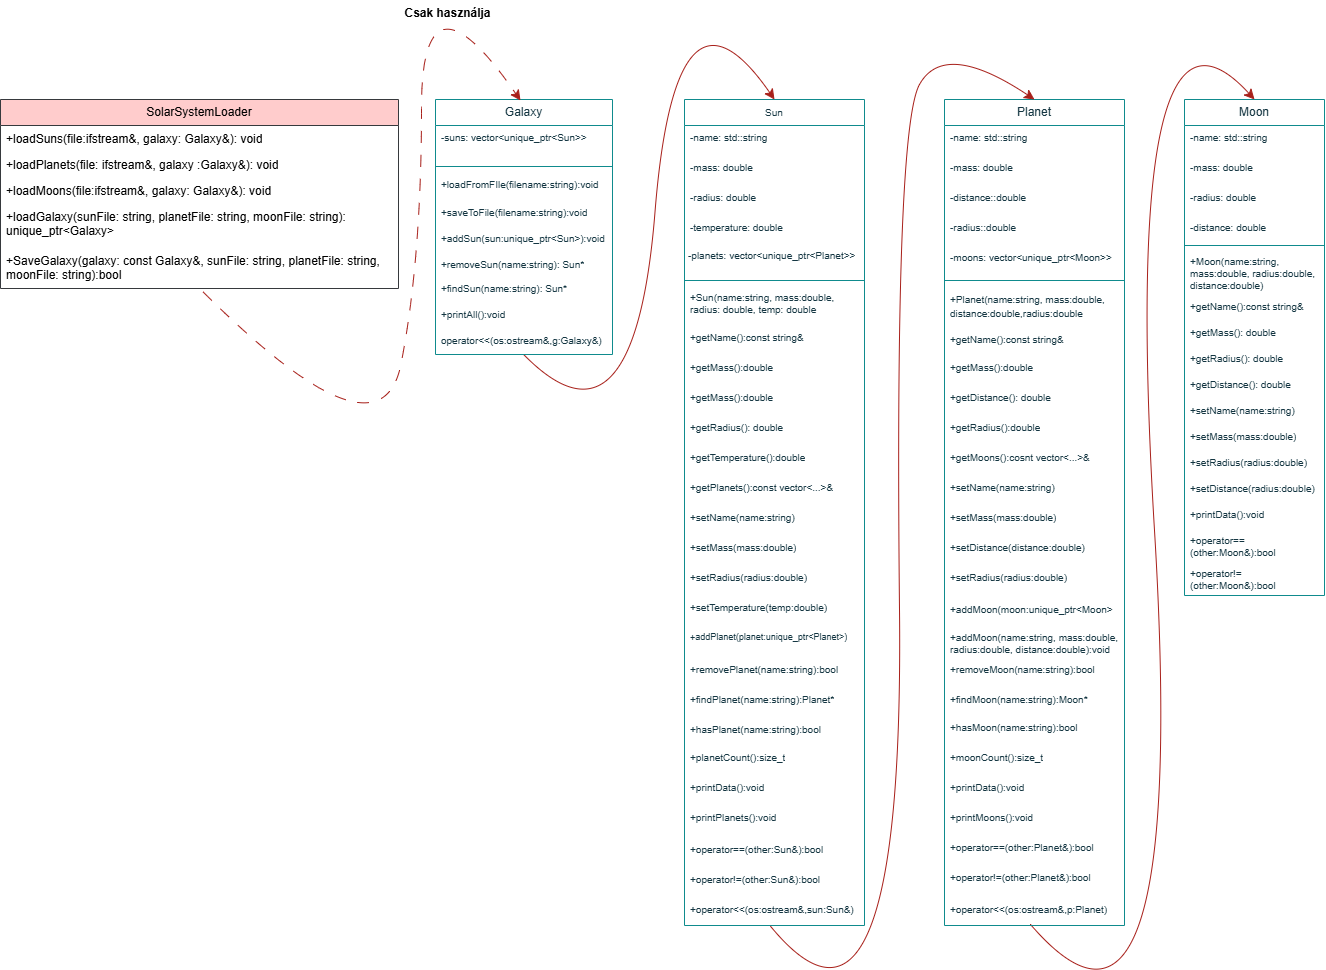 Csak használja
SolarSystemLoader
+loadSuns(file:ifstream&, galaxy: Galaxy&): void
+loadPlanets(file: ifstream&, galaxy :Galaxy&): void
+loadMoons(file:ifstream&, galaxy: Galaxy&): void
+loadGalaxy(sunFile: string, planetFile: string, moonFile: string):
unique_ptr<Galaxy>
+SaveGalaxy(galaxy: const Galaxy&, sunFile: string, planetFile: string,
moonFile: string):bool
Galaxy
-suns: vector<unique_ptr<Sun>>
+loadFromFIle(filename:string):void
+saveToFile(filename:string):void
+addSun(sun:unique_ptr<Sun>):void
+removeSun(name:string): Sun*
+findSun(name:string): Sun*
+printAll():void
operator<<(os:ostream&,g:Galaxy&)
Sun
-name: std::string
-mass: double
-radius: double
-temperature: double
-planets: vector<unique_ptr<Planet>>
+Sun(name:string, mass:double,
radius: double, temp: double
+getName():const string&
+getMass():double
+getMass():double
+getRadius(): double
+getTemperature():double
+getPlanets():const vector<...>&
+setName(name:string)
+setMass(mass:double)
+setRadius(radius:double)
+setTemperature(temp:double)
+addPlanet(planet:unique_ptr<Planet>)
+removePlanet(name:string):bool
+findPlanet(name:string):Planet*
+hasPlanet(name:string):bool
+planetCount():size_t
+printData():void
+printPlanets():void
+operator==(other:Sun&):bool
+operator!=(other:Sun&):bool
+operator<<(os:ostream&,sun:Sun&)
Planet
-name: std::string
-mass: double
-distance::double
-radius::double
-moons: vector<unique_ptr<Moon>>
+Planet(name:string, mass:double,
distance:double,radius:double
+getName():const string&
+getMass():double
+getDistance(): double
+getRadius():double
+getMoons():cosnt vector<...>&
+setName(name:string)
+setMass(mass:double)
+setDistance(distance:double)
+setRadius(radius:double)
+addMoon(moon:unique_ptr<Moon>
+addMoon(name:string, mass:double,
radius:double, distance:double):void
+removeMoon(name:string):bool
+findMoon(name:string):Moon*
+hasMoon(name:string):bool
+moonCount():size_t
+printData():void
+printMoons():void
+operator==(other:Planet&):bool
+operator!=(other:Planet&):bool
+operator<<(os:ostream&,p:Planet)
Moon
-name: std::string
-mass: double
-radius: double
-distance: double
+Moon(name:string,
mass:double, radius:double,
distance:double)
+getName():const string&
+getMass(): double
+getRadius(): double
+getDistance(): double
+setName(name:string)
+setMass(mass:double)
+setRadius(radius:double)
+setDistance(radius:double)
+printData():void
+operator==
(other:Moon&):bool
+operator!=
(other:Moon&):bool